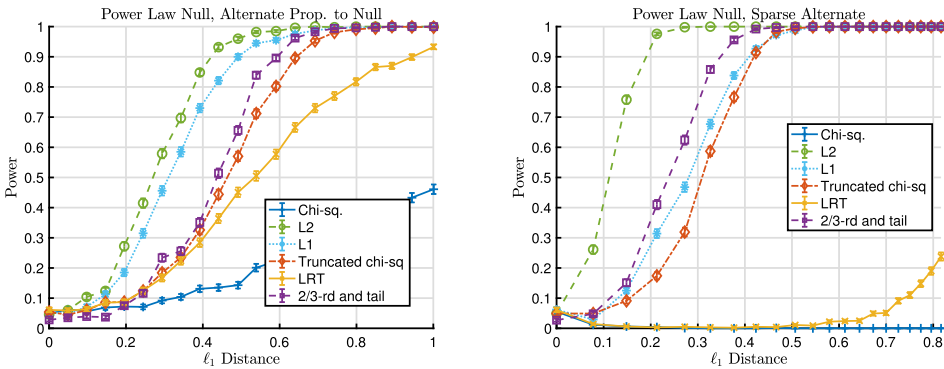 Power Law Null, Alternate Prop. to Null
1
0.9
0.8
0.7
0.6
0.5
0.4
0.3
0.2
0.1
0
Power
0 0.2 0.4 0.6 0.8 1
ℓ₁ Distance
Chi-sq.
L2
L1
Truncated chi-sq
LRT
2/3-rd and tail
Power Law Null, Sparse Alternate
1
0.9
0.8
0.7
0.6
0.5
0.4
0.3
0.2
0.1
0
Power
0 0.1 0.2 0.3 0.4 0.5 0.6 0.7 0.8
ℓ₁ Distance
Chi-sq.
L2
L1
Truncated chi-sq
LRT
2/3-rd and tail